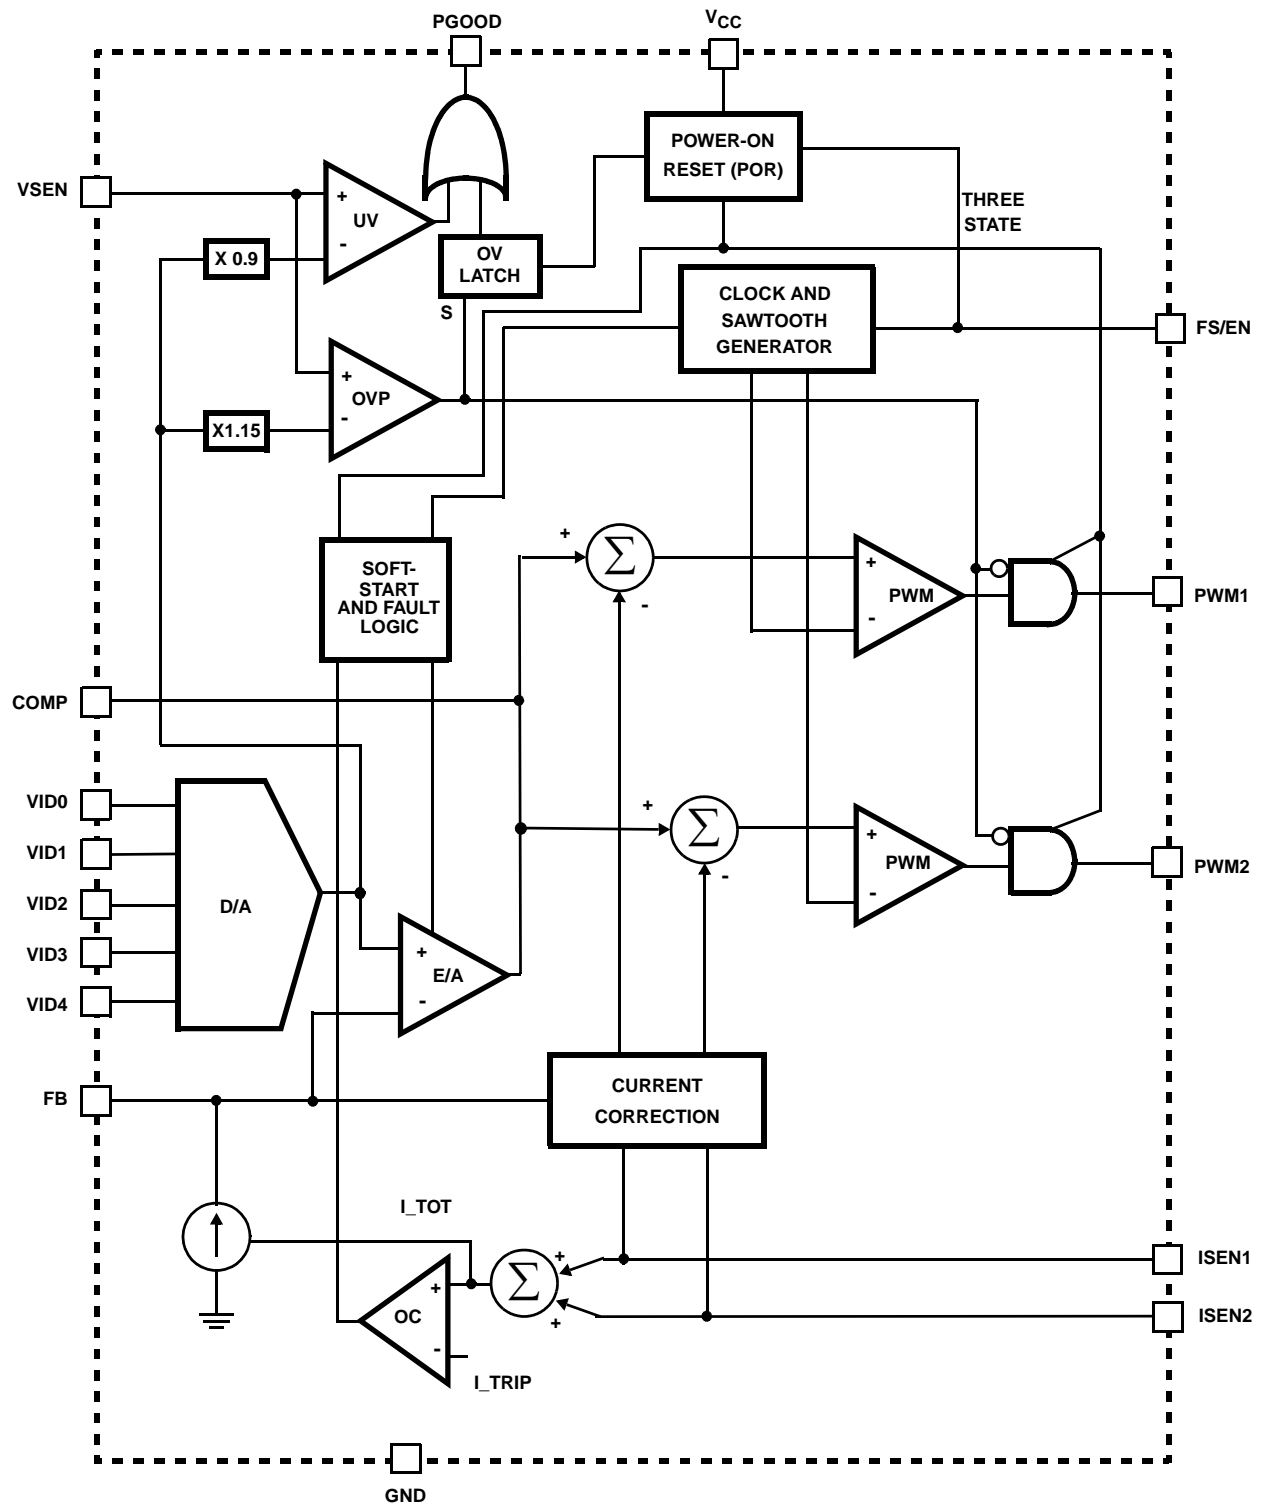 PGOOD
VCC
POWER-ON
RESET (POR)
VSEN
+
UV
-
THREE
STATE
OV
LATCH
X 0.9
S
CLOCK AND
SAWTOOTH
GENERATOR
FS/EN
+
OVP
-
X1.15
+
Σ
-
SOFT-
START
AND FAULT
LOGIC
+
PWM
-
PWM1
COMP
VID0
VID1
VID2
VID3
VID4
D/A
+
Σ
-
+
PWM
-
PWM2
+
E/A
-
FB
CURRENT
CORRECTION
I_TOT
+
Σ
+
ISEN1
ISEN2
+
OC
-
I_TRIP
GND